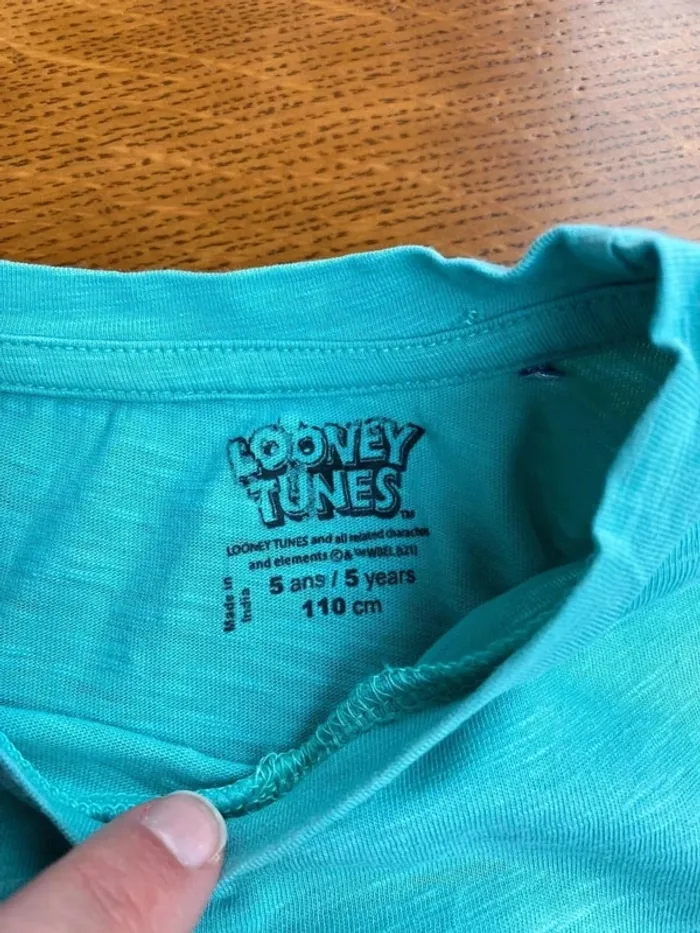 LOONEY
TUNES
TM
LOONEY TUNES and all related characters
and elements © & ™ WBEI.
5 ans / 5 years
110 cm
Made in
India